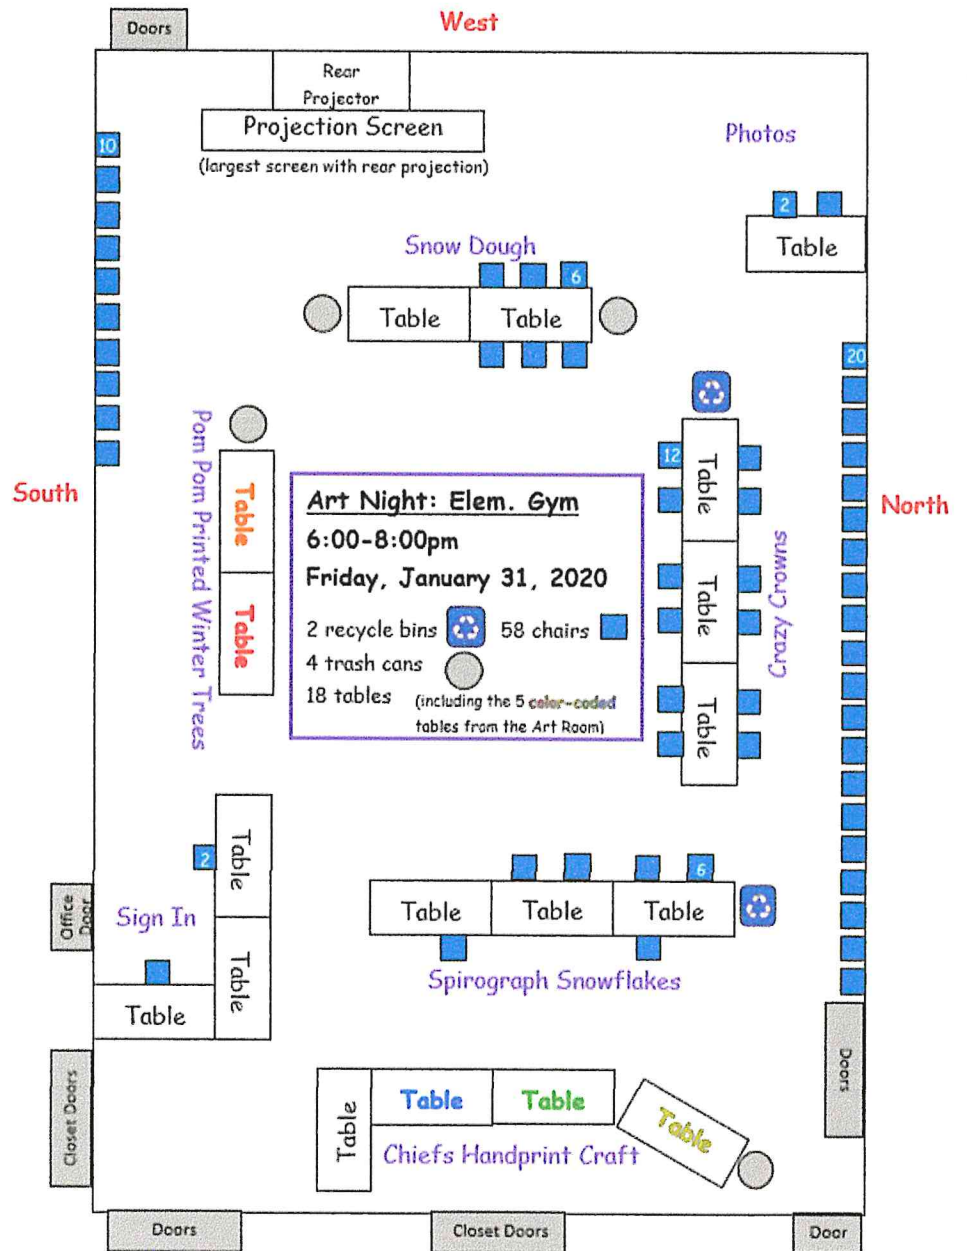 West
Doors
Rear
Projector
Projection Screen
(largest screen with rear projection)
Photos
10
2
Table
Snow Dough
6
Table
Table
20
South
North
Pom Pom Printed Winter Trees
Table
Table
12
Table
Table
Table
Crazy Crowns
Art Night: Elem. Gym
6:00-8:00pm
Friday, January 31, 2020
2 recycle bins
58 chairs
4 trash cans
18 tables
(including the 5 color-coded
tables from the Art Room)
2
Table
Table
Table
Sign In
Office
Door
6
Table
Table
Table
Spirograph Snowflakes
Closet Doors
Doors
Table
Table
Table
Table
Chiefs Handprint Craft
Doors
Closet Doors
Door